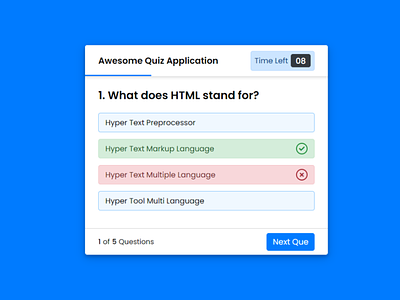 Awesome Quiz Application
Time Left 08
1. What does HTML stand for?
Hyper Text Preprocessor
Hyper Text Markup Language
Hyper Text Multiple Language
Hyper Tool Multi Language
1 of 5 Questions
Next Que